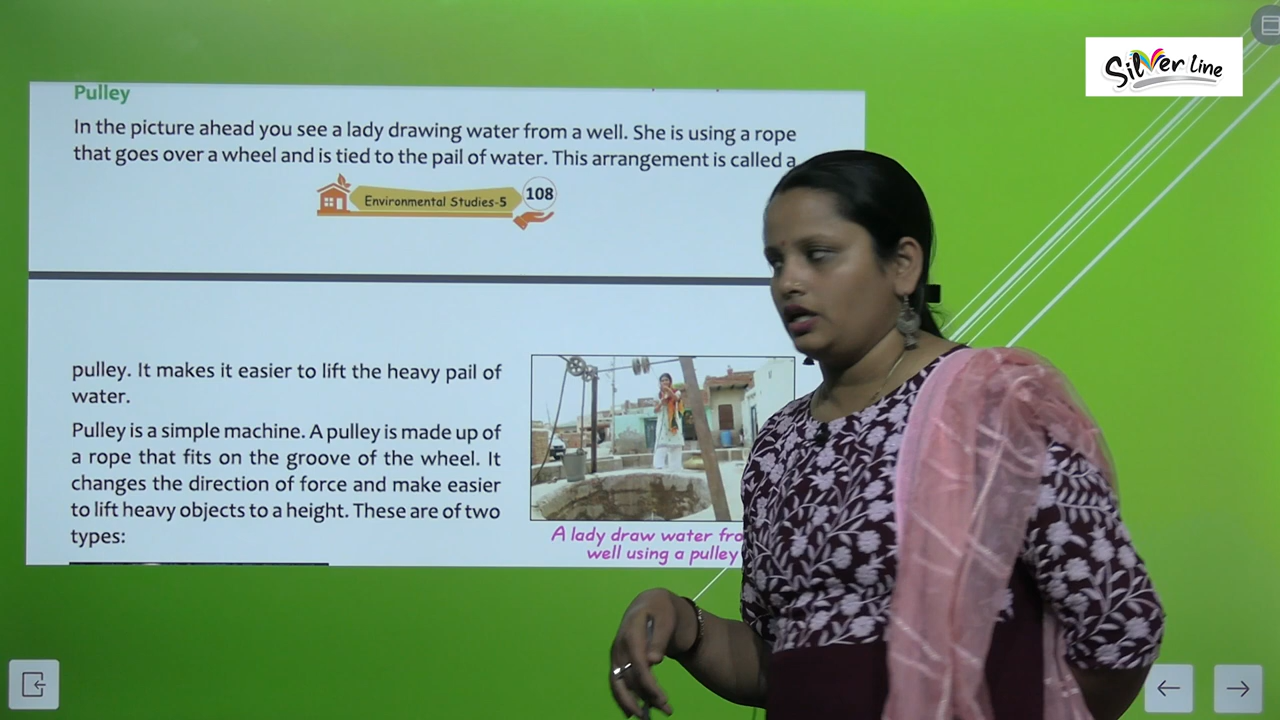 Silver Line
Pulley
In the picture ahead you see a lady drawing water from a well. She is using a rope
that goes over a wheel and is tied to the pail of water. This arrangement is called a
Environmental Studies-5
108
pulley. It makes it easier to lift the heavy pail of
water.
Pulley is a simple machine. A pulley is made up of
a rope that fits on the groove of the wheel. It
changes the direction of force and make easier
to lift heavy objects to a height. These are of two
types:
A lady draw water
well using a pulley